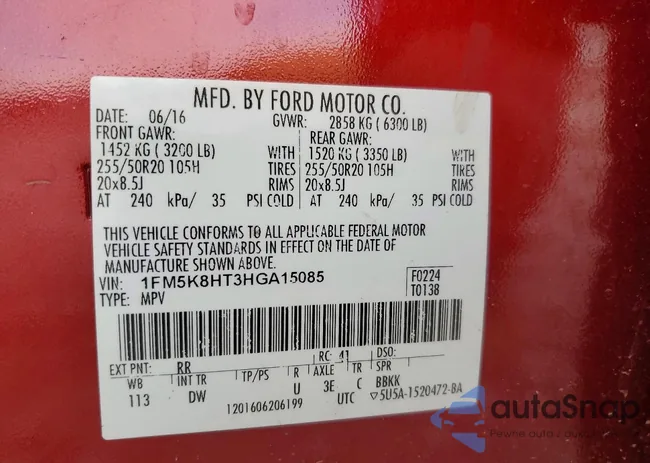 MFD. BY FORD MOTOR CO.
DATE: 06/16 GVWR: 2858 KG ( 6300 LB)
FRONT GAWR: REAR GAWR:
1452 KG ( 3200 LB) WITH 1520 KG ( 3350 LB) WITH
255/50R20 105H TIRES 255/50R20 105H TIRES
20x8.5J RIMS 20x8.5J RIMS
AT 240 kPa/ 35 PSI COLD AT 240 kPa/ 35 PSI COLD
THIS VEHICLE CONFORMS TO ALL APPLICABLE FEDERAL MOTOR
VEHICLE SAFETY STANDARDS IN EFFECT ON THE DATE OF
MANUFACTURE SHOWN ABOVE.
VIN: 1FM5K8HT3HGA15085 F0224
TYPE: MPV T0138
EXT PNT: RR RC: 41 DSO:
WB INT TR TP/PS R AXLE TR SPR
113 DW U 3E C BBKK
1201606206199 UTC ▽5U5A-1520472-BA
autaSnap
Pewne auta z dwóch